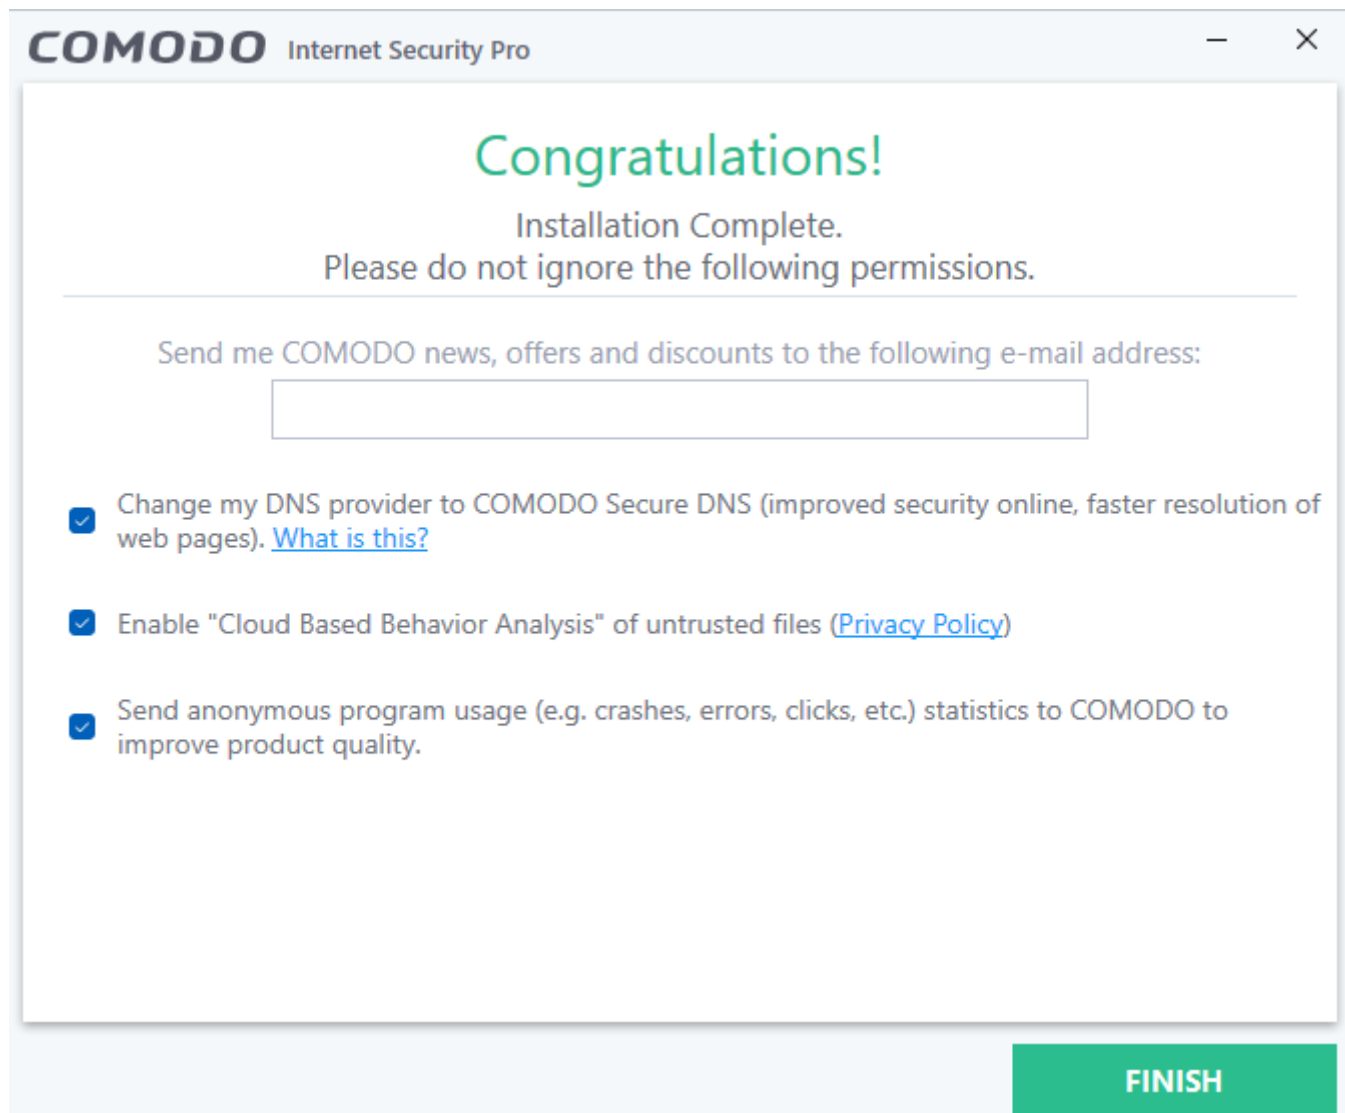 COMODO Internet Security Pro
Congratulations!
Installation Complete.
Please do not ignore the following permissions.
Send me COMODO news, offers and discounts to the following e-mail address:
Change my DNS provider to COMODO Secure DNS (improved security online, faster resolution of
web pages). What is this?
Enable "Cloud Based Behavior Analysis" of untrusted files (Privacy Policy)
Send anonymous program usage (e.g. crashes, errors, clicks, etc.) statistics to COMODO to
improve product quality.
FINISH